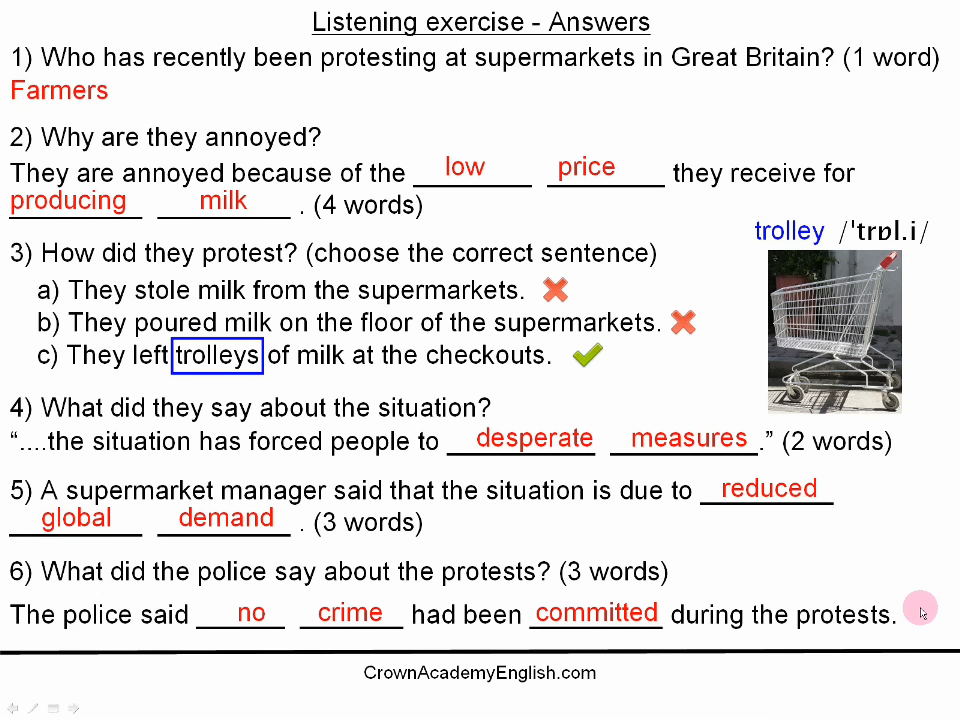 Listening exercise - Answers
1) Who has recently been protesting at supermarkets in Great Britain? (1 word)
Farmers
2) Why are they annoyed?
They are annoyed because of the low price they receive for
producing milk . (4 words)
trolley /ˈtrɒl.i/
3) How did they protest? (choose the correct sentence)
a) They stole milk from the supermarkets.
b) They poured milk on the floor of the supermarkets.
c) They left trolleys of milk at the checkouts.
4) What did they say about the situation?
“....the situation has forced people to desperate measures.” (2 words)
5) A supermarket manager said that the situation is due to reduced
global demand . (3 words)
6) What did the police say about the protests? (3 words)
The police said no crime had been committed during the protests.
CrownAcademyEnglish.com